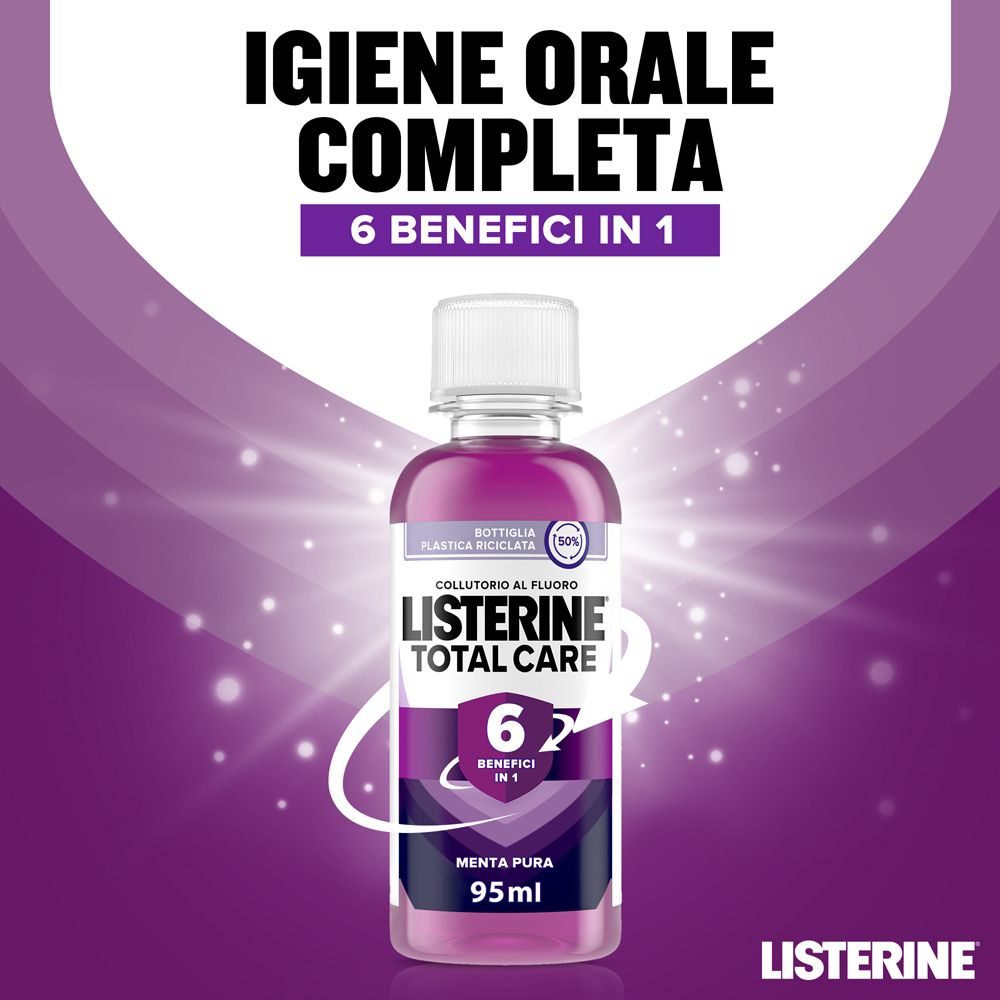 IGIENE ORALE
COMPLETA
6 BENEFICI IN 1
BOTTIGLIA
PLASTICA RICICLATA
50%
COLLUTORIO AL FLUORO
LISTERINE®
TOTAL CARE
6
BENEFICI
IN 1
MENTA PURA
95ml
LISTERINE®